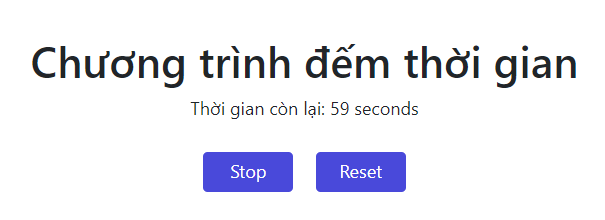 Chương trình đếm thời gian
Thời gian còn lại: 59 seconds
Stop Reset